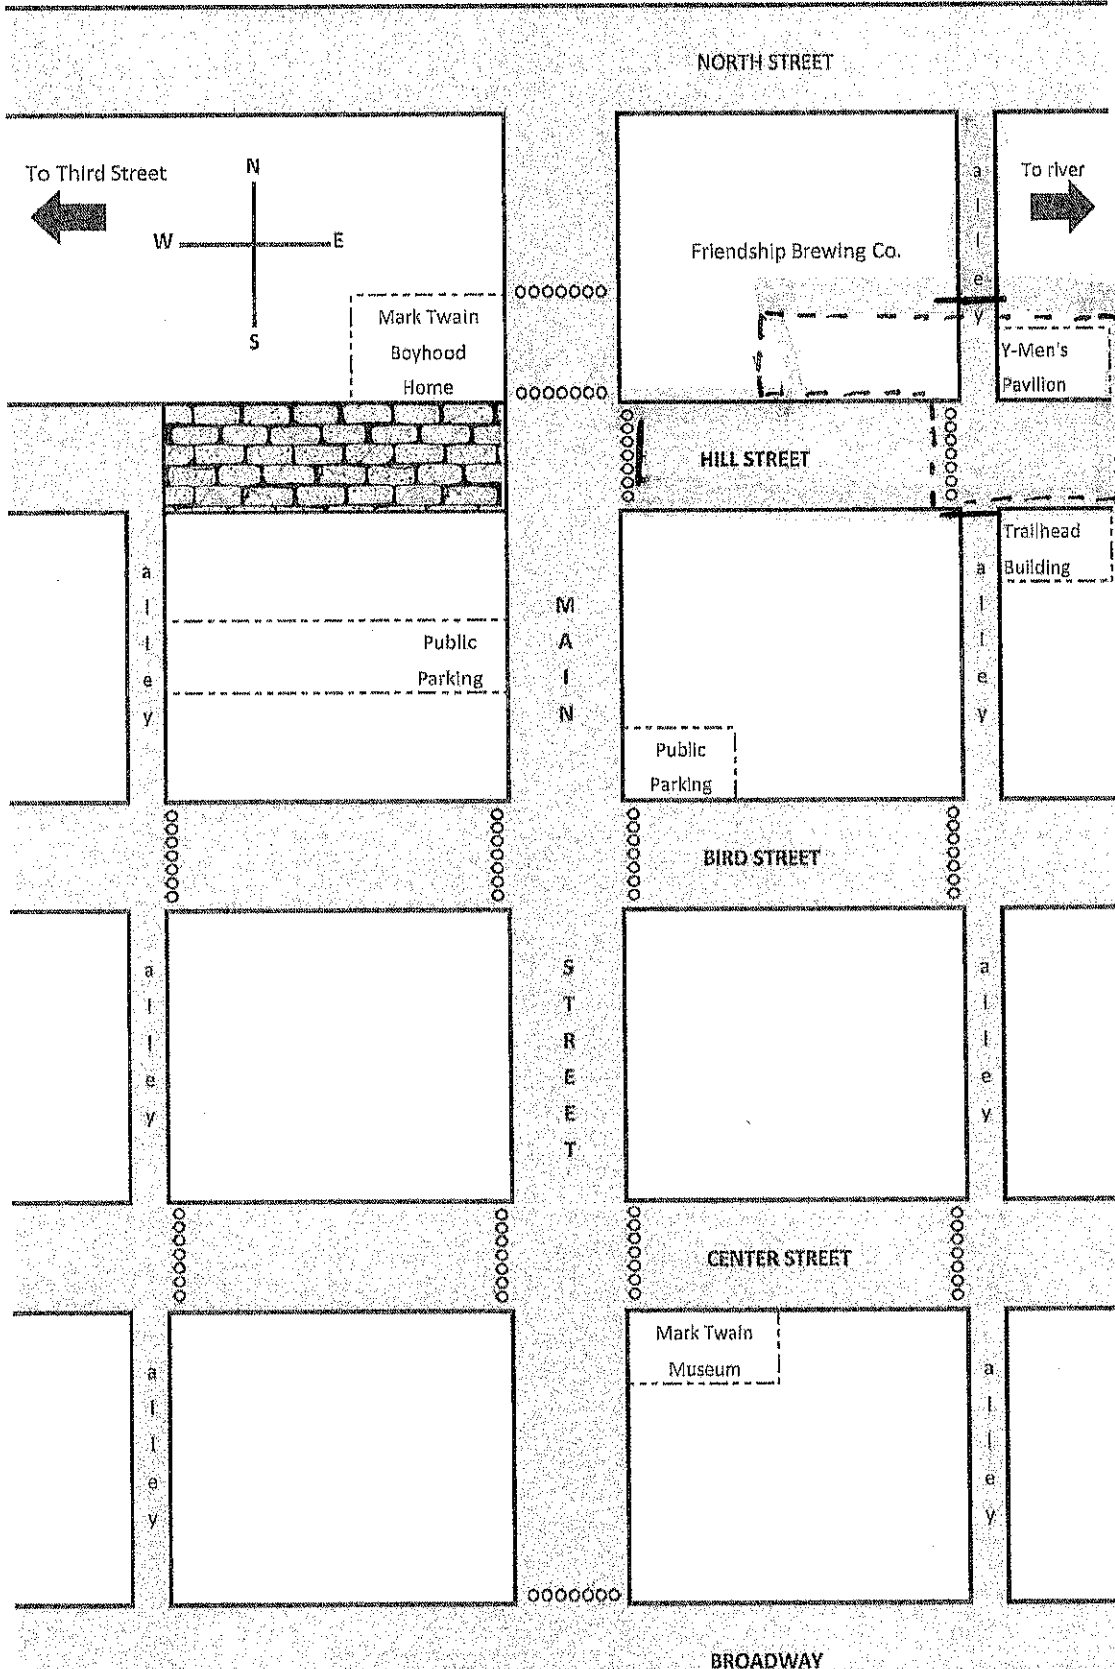 NORTH STREET
To Third Street
N
W
E
S
alley
To river
Friendship Brewing Co.
Mark Twain
Boyhood
Home
Y-Men's
Pavilion
HILL STREET
Trailhead
Building
alley
Public
Parking
MAIN
alley
Public
Parking
BIRD STREET
alley
STREET
alley
CENTER STREET
Mark Twain
Museum
alley
alley
BROADWAY